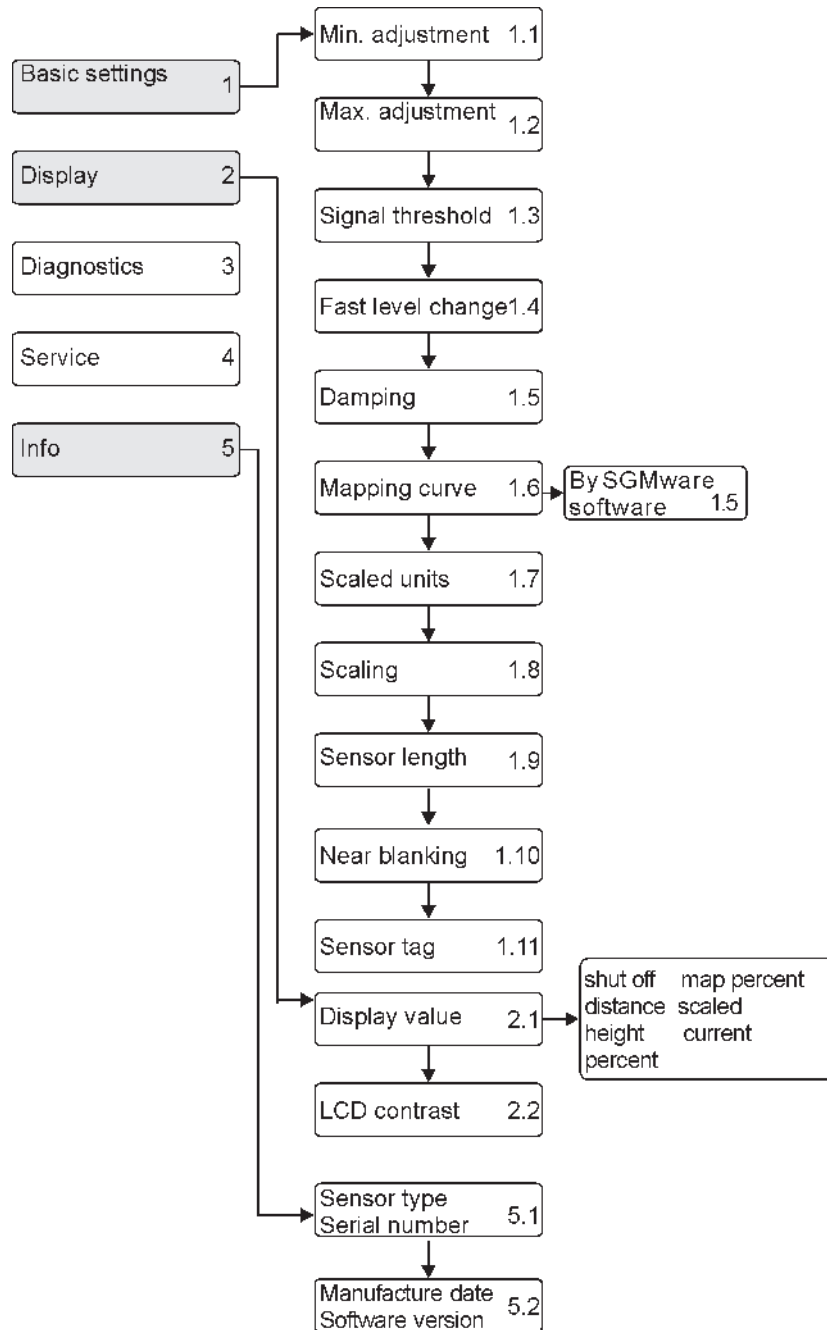 Basic settings 1
Display 2
Diagnostics 3
Service 4
Info 5
Min. adjustment 1.1
Max. adjustment 1.2
Signal threshold 1.3
Fast level change1.4
Damping 1.5
Mapping curve 1.6
By SGMware
software 1.5
Scaled units 1.7
Scaling 1.8
Sensor length 1.9
Near blanking 1.10
Sensor tag 1.11
Display value 2.1
shut off map percent
distance scaled
height current
percent
LCD contrast 2.2
Sensor type
Serial number 5.1
Manufacture date
Software version 5.2